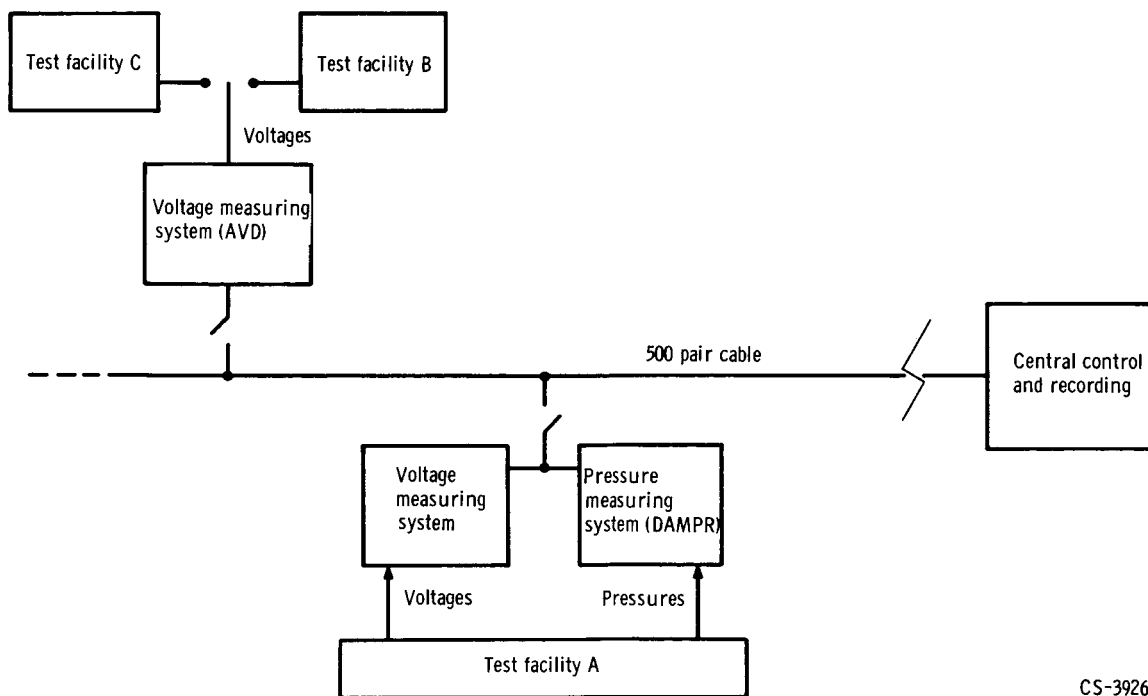 Test facility C
Test facility B
Voltages
Voltage measuring
system (AVD)
500 pair cable
Central control
and recording
Voltage
measuring
system
Pressure
measuring
system (DAMPR)
Voltages
Pressures
Test facility A
CS-3926